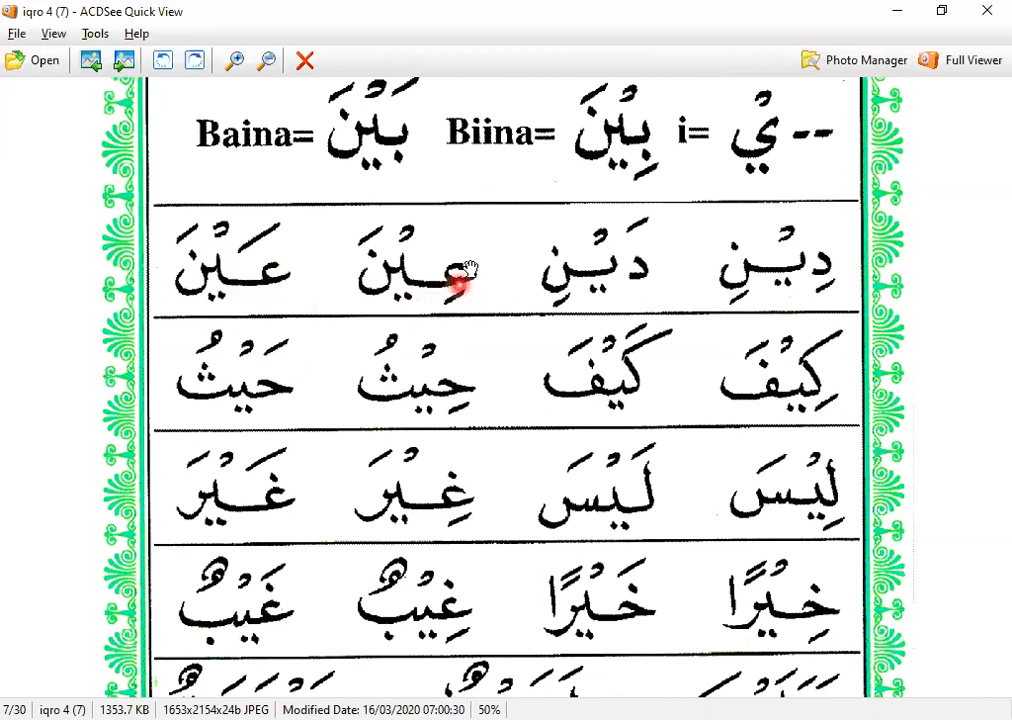 iqro 4 (7) - ACDSee Quick View
File View Tools Help
Open Photo Manager Full Viewer
-- يْ =i بِيْنَ =Biina بَيْنَ =Baina
دِيْنِ دَيْنِ عِيْنَ عَيْنَ
كِيْفَ كَيْفَ حِيْثُ حَيْثُ
لِيْسَ لَيْسَ غِيْرَ غَيْرَ
خِيْرًا خَيْرًا غِيْبٌ غَيْبٌ
7/30 iqro 4 (7) 1353.7 KB 1653x2154x24b JPEG Modified Date: 16/03/2020 07:00:30 50%